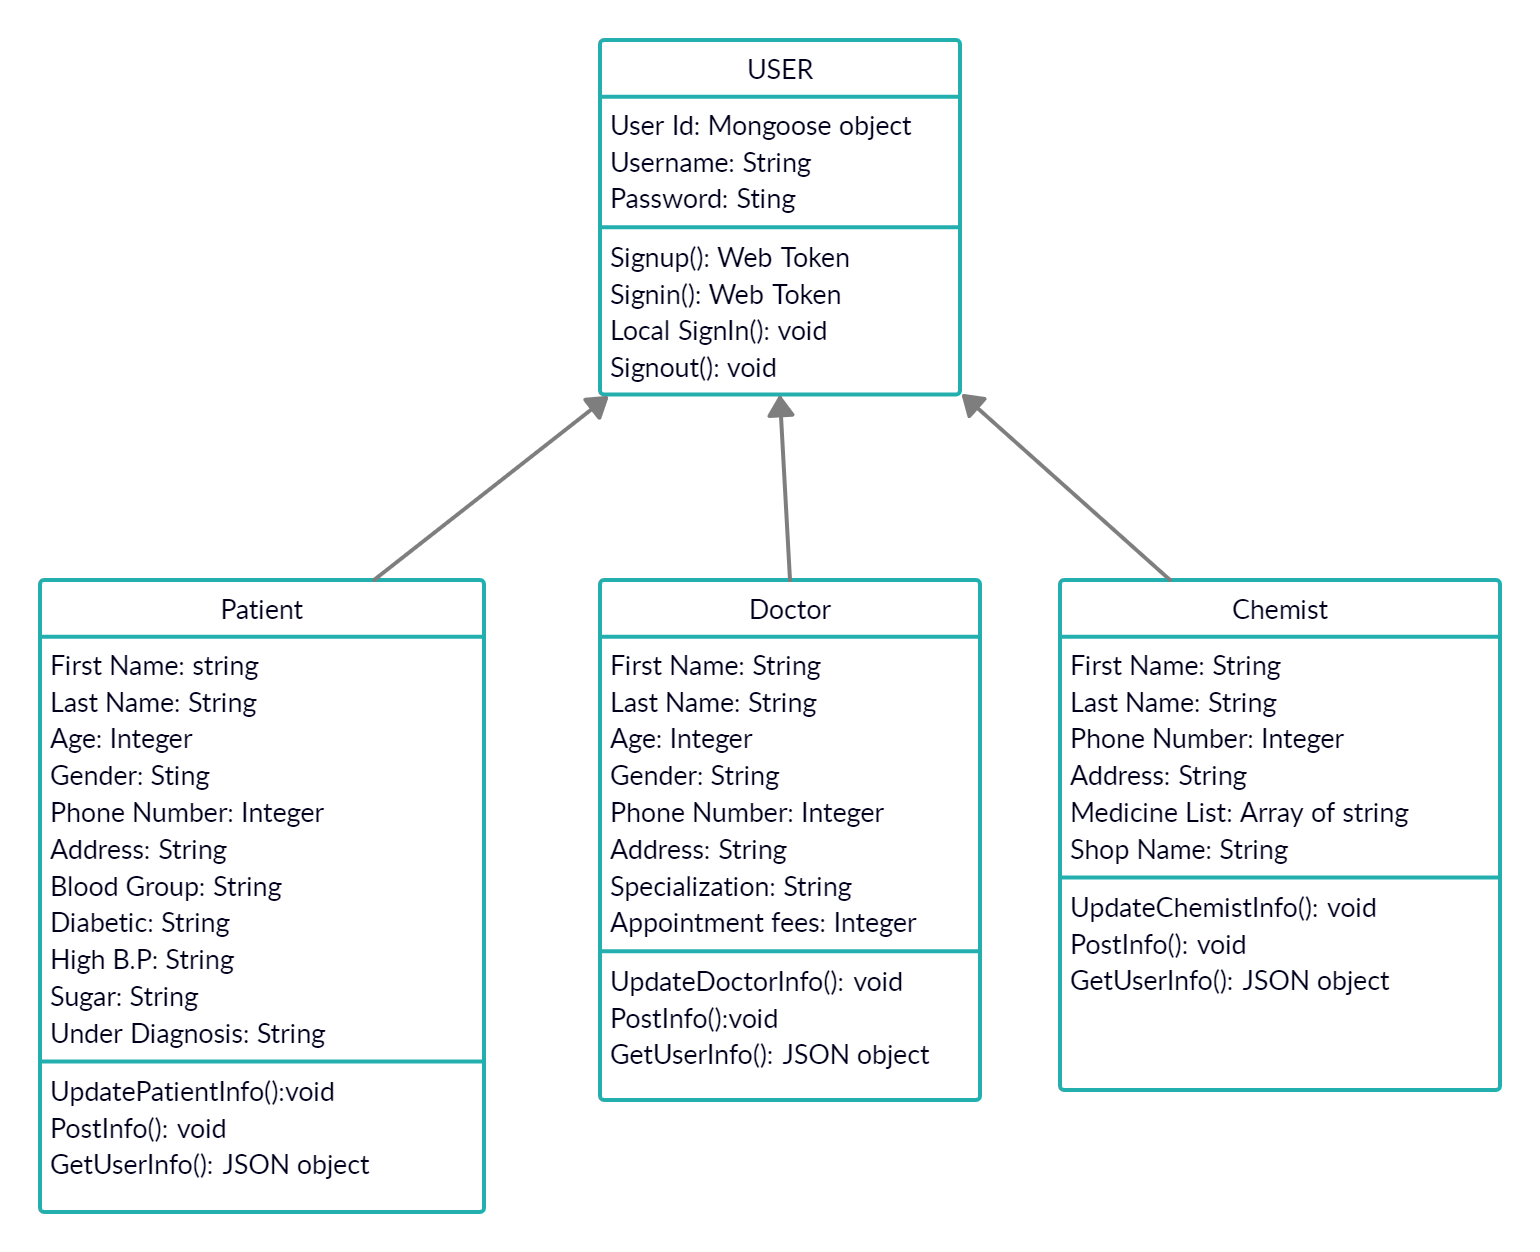 USER
User Id: Mongoose object
Username: String
Password: Sting
Signup(): Web Token
Signin(): Web Token
Local SignIn(): void
Signout(): void
Patient
First Name: string
Last Name: String
Age: Integer
Gender: Sting
Phone Number: Integer
Address: String
Blood Group: String
Diabetic: String
High B.P: String
Sugar: String
Under Diagnosis: String
UpdatePatientInfo():void
PostInfo(): void
GetUserInfo(): JSON object
Doctor
First Name: String
Last Name: String
Age: Integer
Gender: String
Phone Number: Integer
Address: String
Specialization: String
Appointment fees: Integer
UpdateDoctorInfo(): void
PostInfo():void
GetUserInfo(): JSON object
Chemist
First Name: String
Last Name: String
Phone Number: Integer
Address: String
Medicine List: Array of string
Shop Name: String
UpdateChemistInfo(): void
PostInfo(): void
GetUserInfo(): JSON object